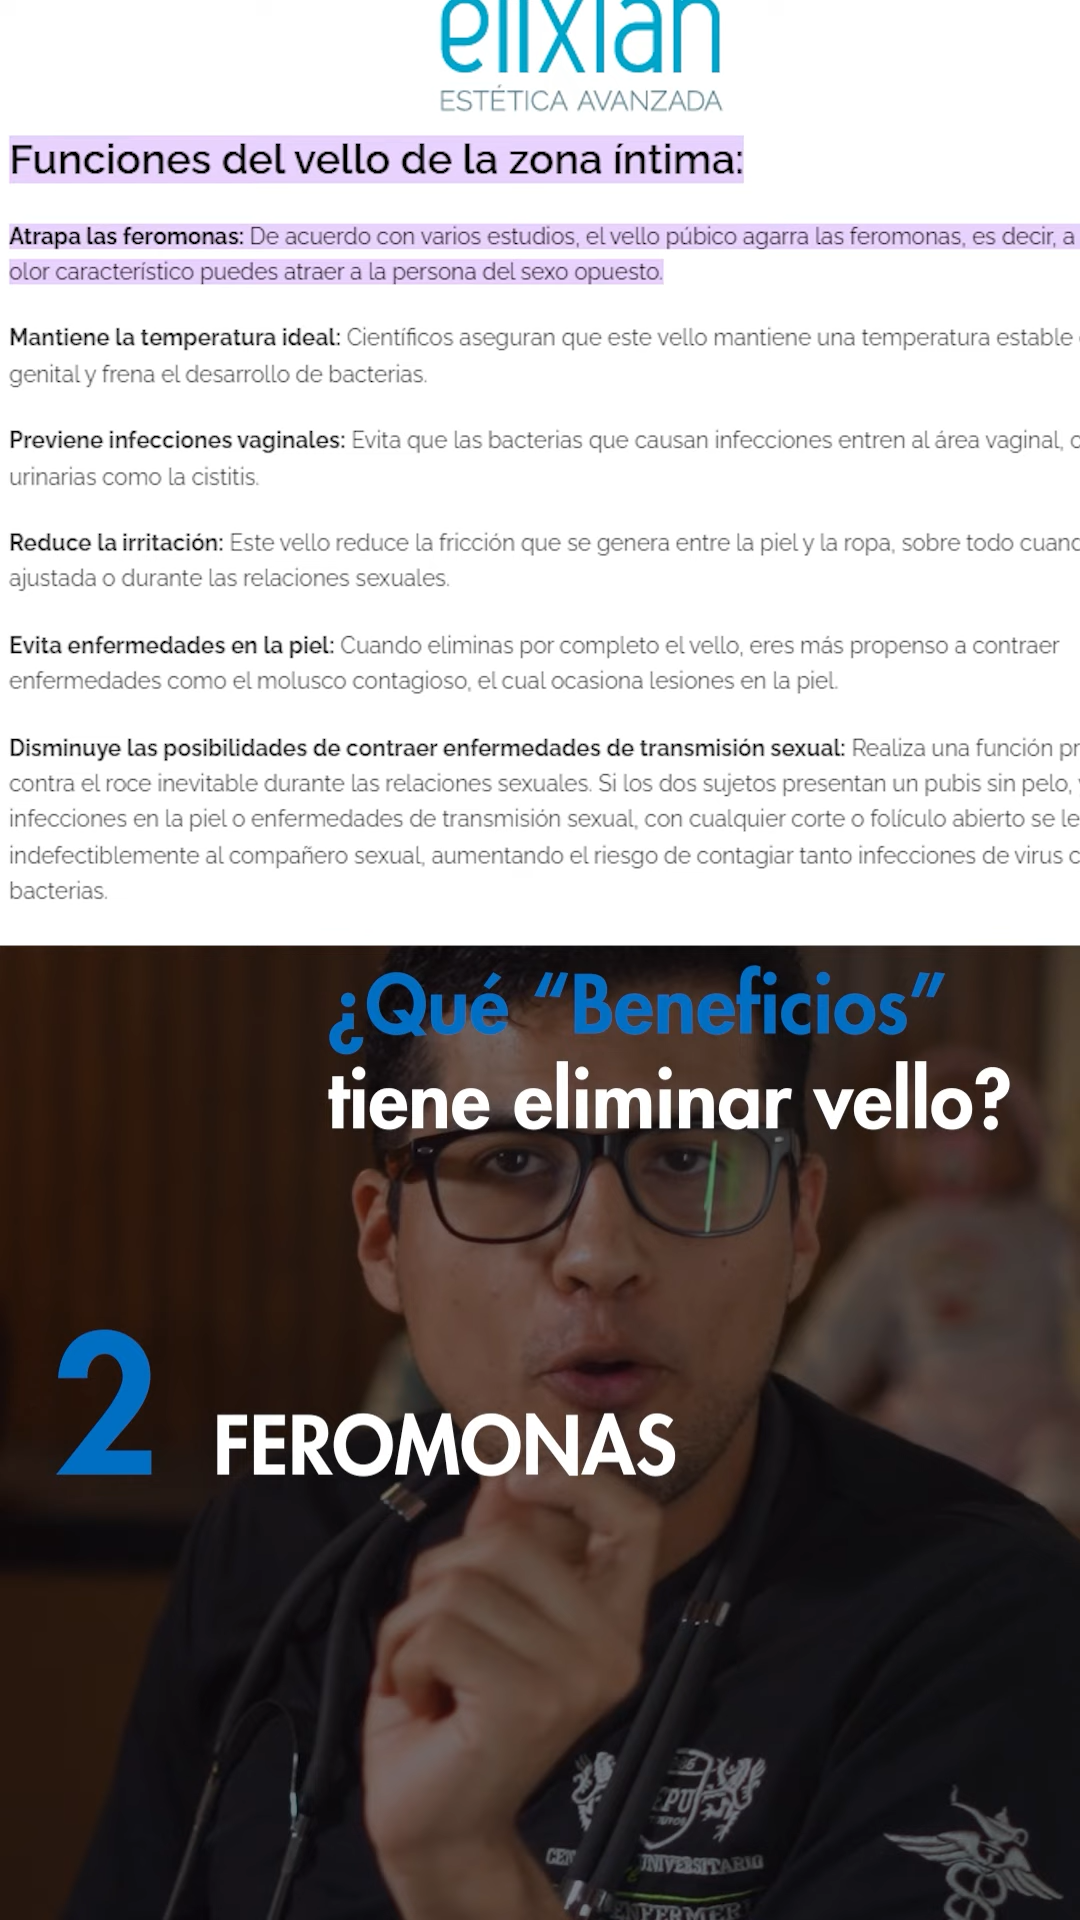 elixian
ESTÉTICA AVANZADA
Funciones del vello de la zona íntima:
Atrapa las feromonas: De acuerdo con varios estudios, el vello púbico agarra las feromonas, es decir, a
olor característico puedes atraer a la persona del sexo opuesto.
Mantiene la temperatura ideal: Científicos aseguran que este vello mantiene una temperatura estable
genital y frena el desarrollo de bacterias.
Previene infecciones vaginales: Evita que las bacterias que causan infecciones entren al área vaginal,
urinarias como la cistitis.
Reduce la irritación: Este vello reduce la fricción que se genera entre la piel y la ropa, sobre todo
ajustada o durante las relaciones sexuales.
Evita enfermedades en la piel: Cuando eliminas por completo el vello, eres más propenso a contraer
enfermedades como el molusco contagioso, el cual ocasiona lesiones en la piel.
Disminuye las posibilidades de contraer enfermedades de transmisión sexual: Realiza una función
contra el roce inevitable durante las relaciones sexuales. Si los dos sujetos presentan un pubis sin pelo,
infecciones en la piel o enfermedades de transmisión sexual, con cualquier corte o folículo abierto se
indefectiblemente al compañero sexual, aumentando el riesgo de contagiar tanto infecciones de virus
bacterias.
¿Qué “Beneficios”
tiene eliminar vello?
2 FEROMONAS